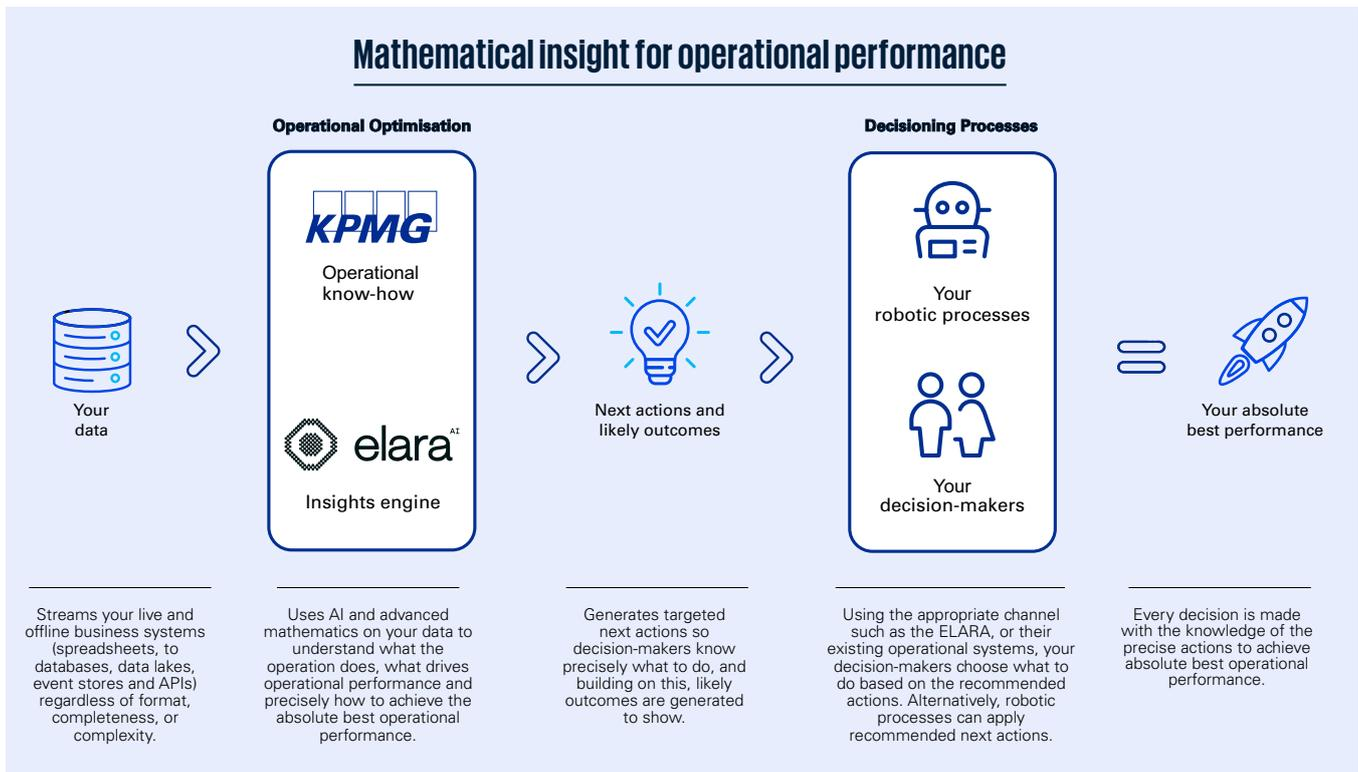 Mathematical insight for operational performance
Operational Optimisation
Decisioning Processes
KPMG
Operational
know-how
elara AI
Insights engine
Your
data
Next actions and
likely outcomes
Your
robotic processes
Your
decision-makers
Your absolute
best performance
Streams your live and
offline business systems
(spreadsheets, to
databases, data lakes,
event stores and APIs)
regardless of format,
completeness, or
complexity.
Uses AI and advanced
mathematics on your data to
understand what the
operation does, what drives
operational performance and
precisely how to achieve the
absolute best operational
performance.
Generates targeted
next actions so
decision-makers know
precisely what to do, and
building on this, likely
outcomes are generated
to show.
Using the appropriate channel
such as the ELARA, or their
existing operational systems, your
decision-makers choose what to
do based on the recommended
actions. Alternatively, robotic
processes can apply
recommended next actions.
Every decision is made
with the knowledge of the
precise actions to achieve
absolute best operational
performance.